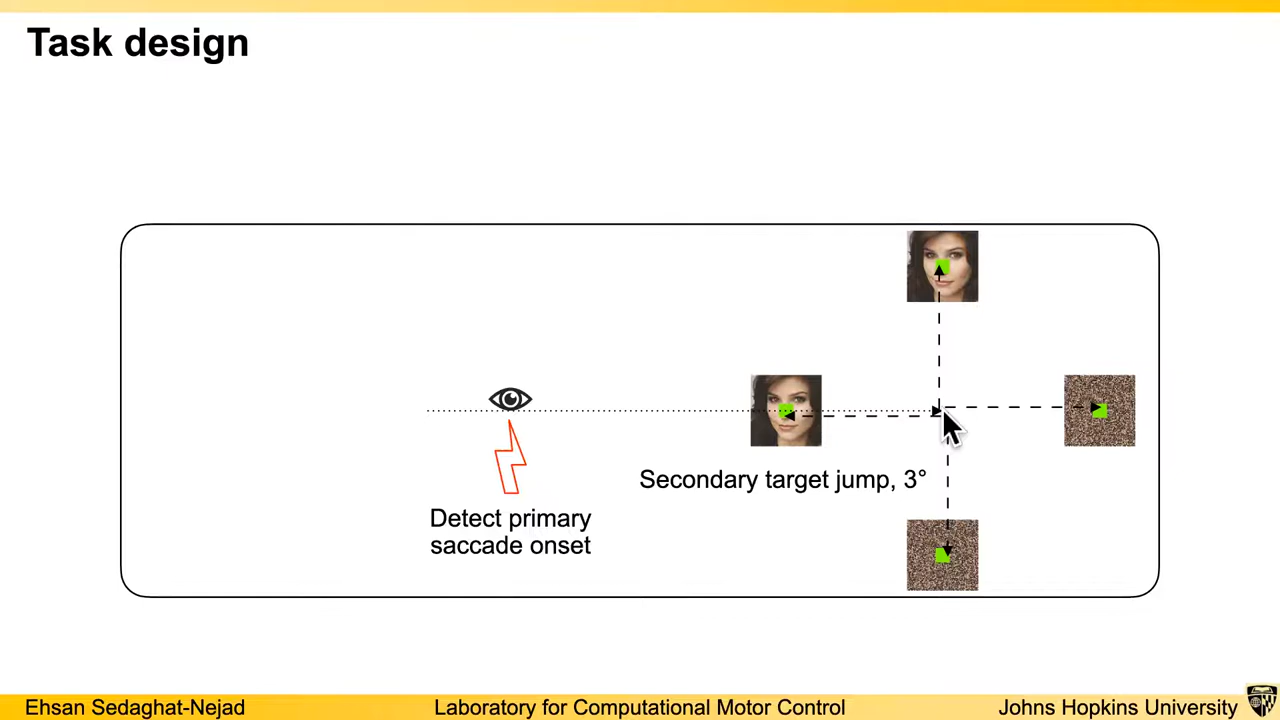 Task design
Secondary target jump, 3°
Detect primary
saccade onset
Ehsan Sedaghat-Nejad
Laboratory for Computational Motor Control
Johns Hopkins University